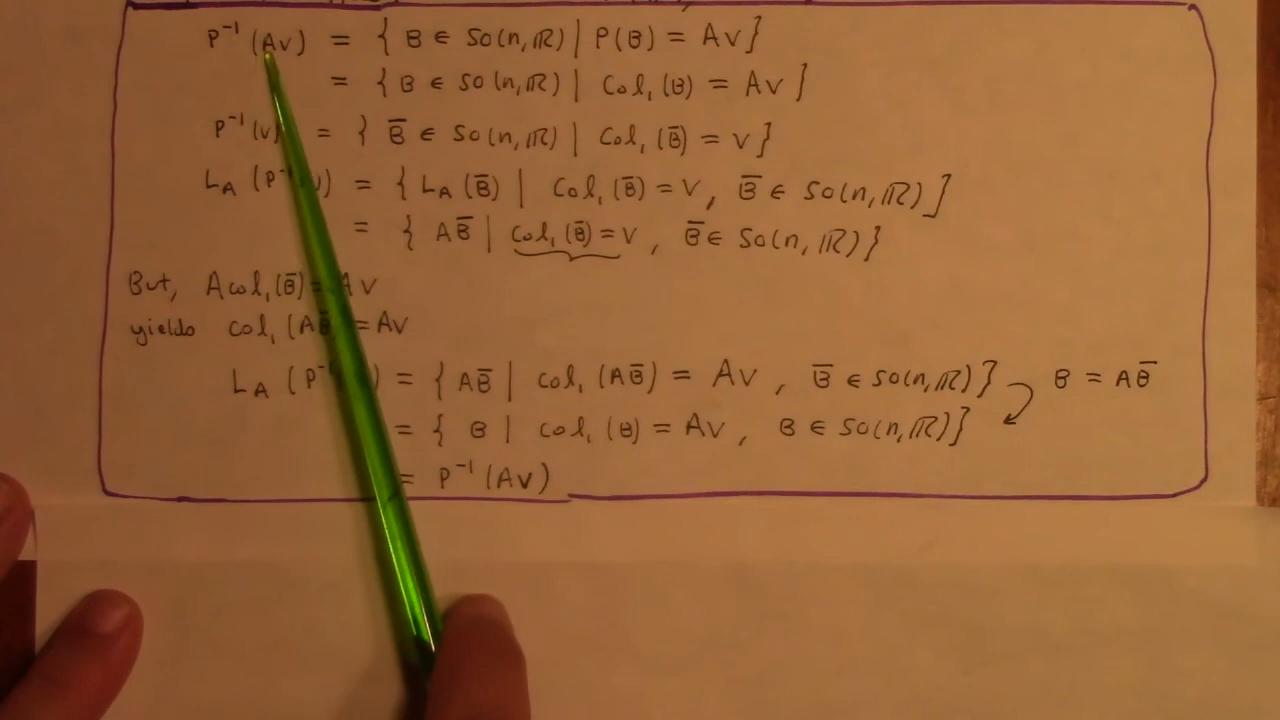 P⁻¹(Av) = { B ∈ SO(n,ℝ) | P(B) = Av }
= { B ∈ SO(n,ℝ) | Col₁(B) = Av }
P⁻¹(v) = { B̅ ∈ SO(n,ℝ) | Col₁(B̅) = v }
L_A (P⁻ v) = { L_A(B̅) | Col₁(B̅) = v, B̅ ∈ SO(n,ℝ) }
= { AB̅ | Col₁(B̅) = v, B̅ ∈ SO(n,ℝ) }
But, A col₁(B̅) = Av
yields col₁(AB̅ = Av
L_A (P⁻ ) = { AB̅ | col₁(AB̅) = Av, B̅ ∈ SO(n,ℝ) } B = AB̅
= { B | col₁(B) = Av, B ∈ SO(n,ℝ) }
= P⁻¹(Av)